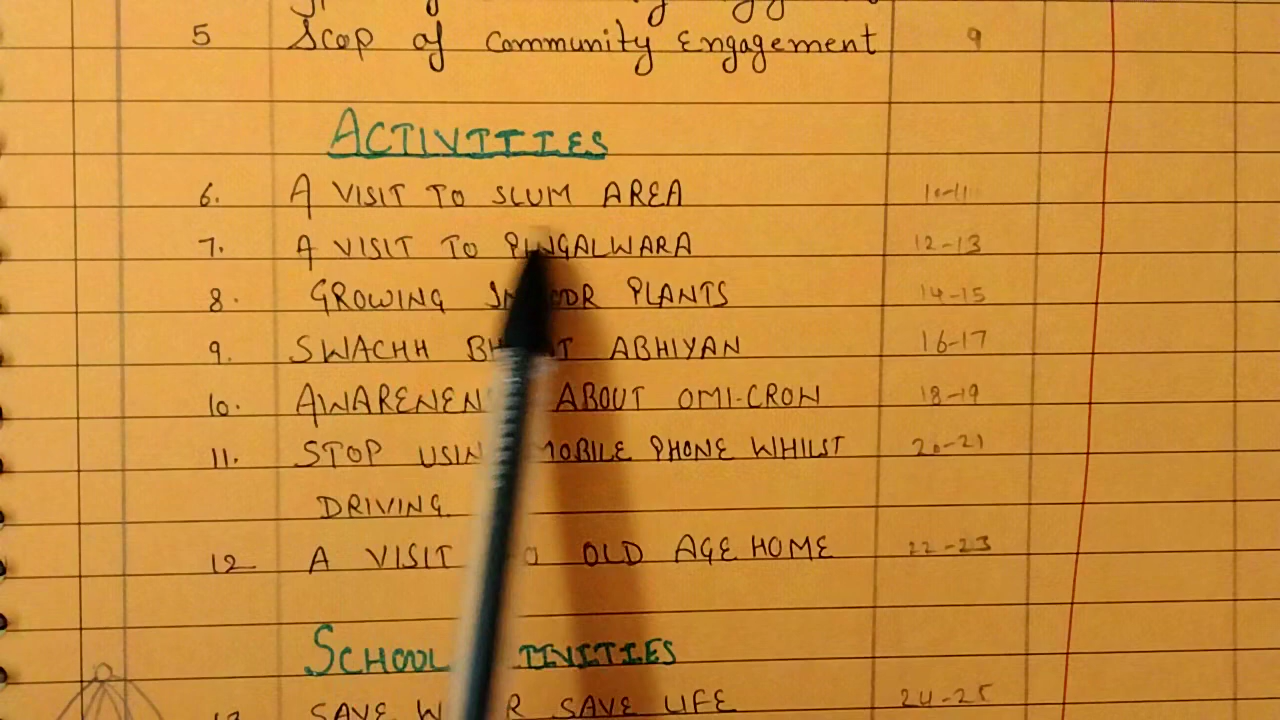 5 Scop of Community Engagement 9
ACTIVITIES
6. A VISIT TO SLUM AREA 10-11
7. A VISIT TO PINGALWARA 12-13
8. GROWING PLANTS 14-15
9. SWACHH ABHIYAN 16-17
10. ABOUT OMI-CRON 18-19
11. STOP PHONE WHILST 20-21
DRIVING
12 A VISIT OLD AGE HOME 22-23
SCHOOL
SAVE SAVE LIFE 24-25